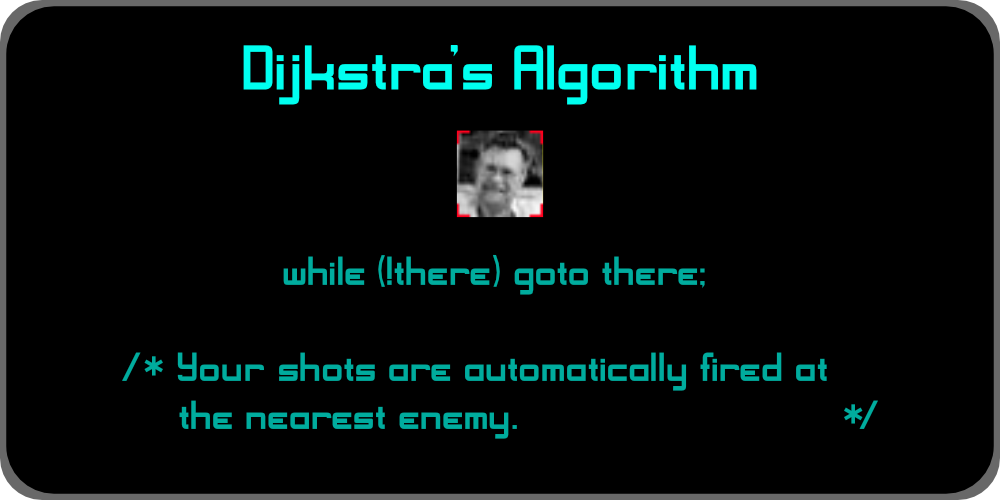 Dijkstra's Algorithm
while (!there) goto there;
/* Your shots are automatically fired at
the nearest enemy. */